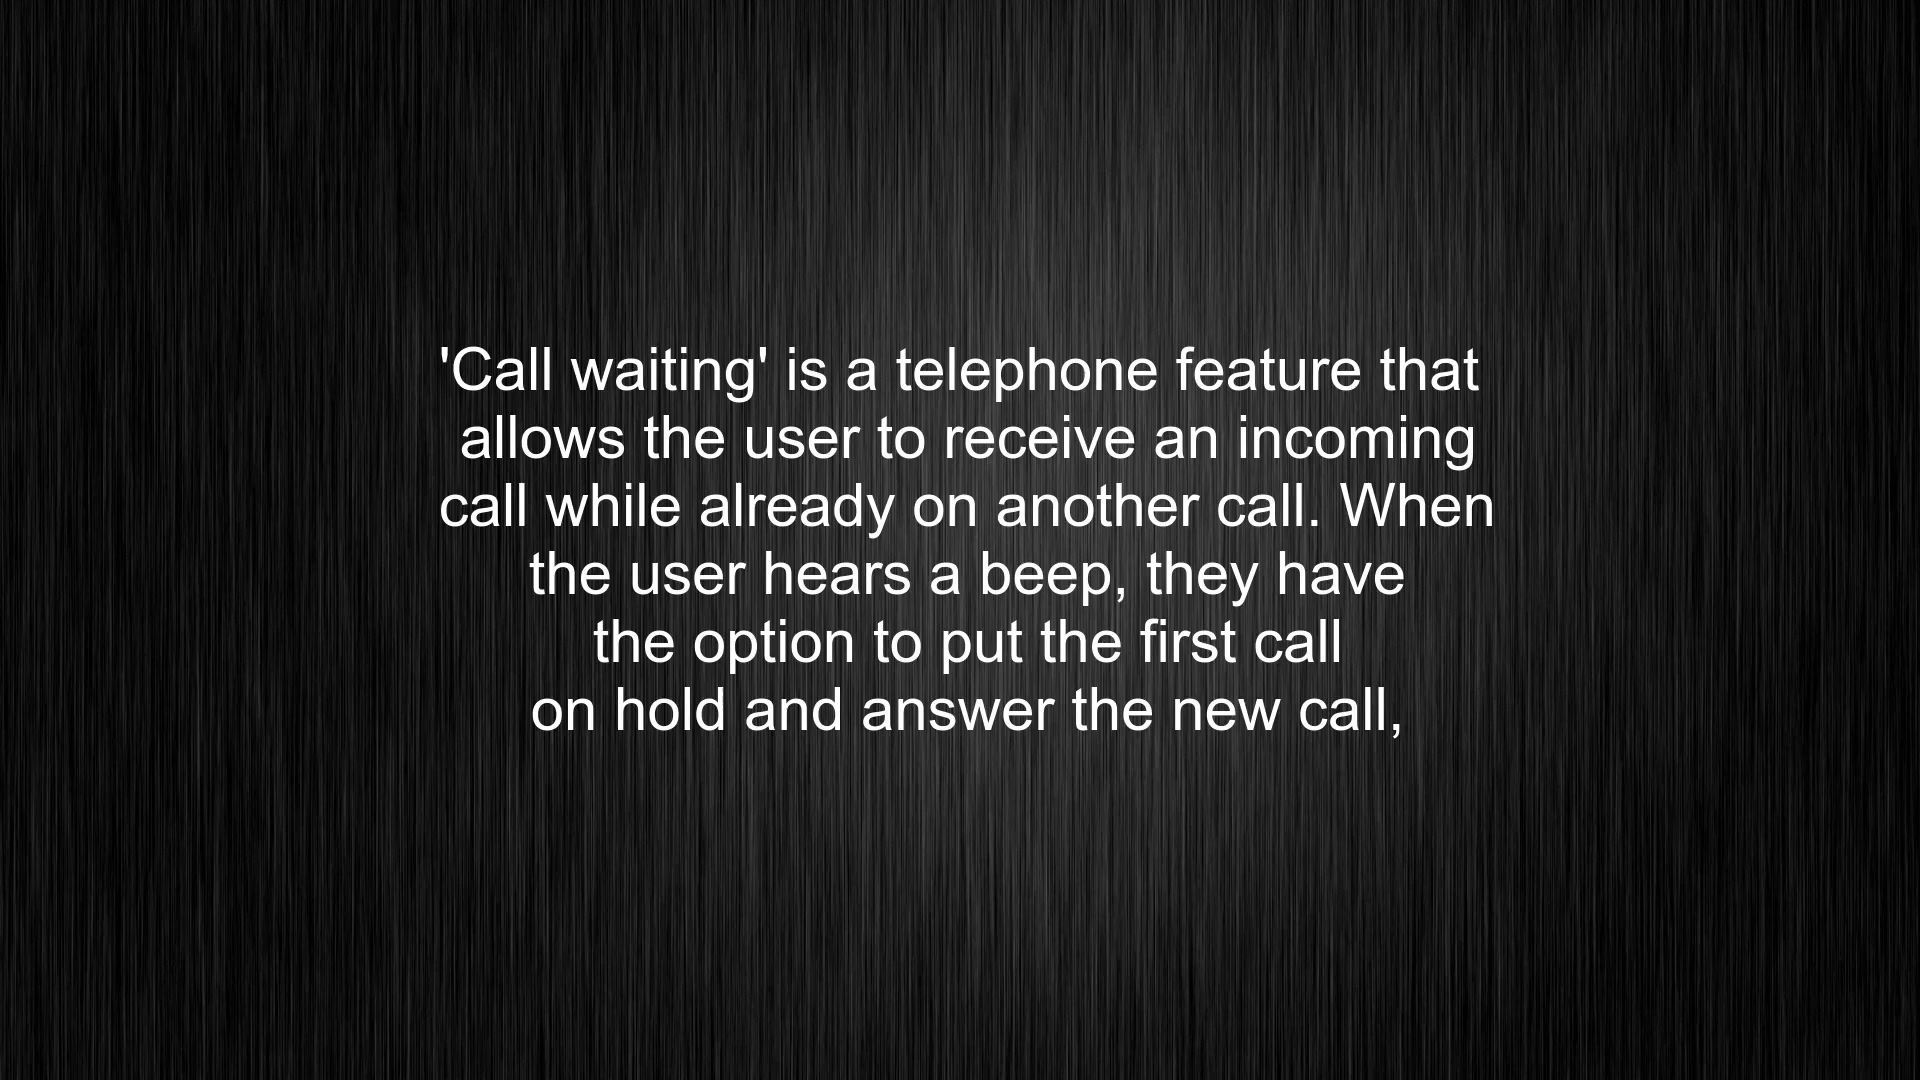 'Call waiting' is a telephone feature that
allows the user to receive an incoming
call while already on another call. When
the user hears a beep, they have
the option to put the first call
on hold and answer the new call,